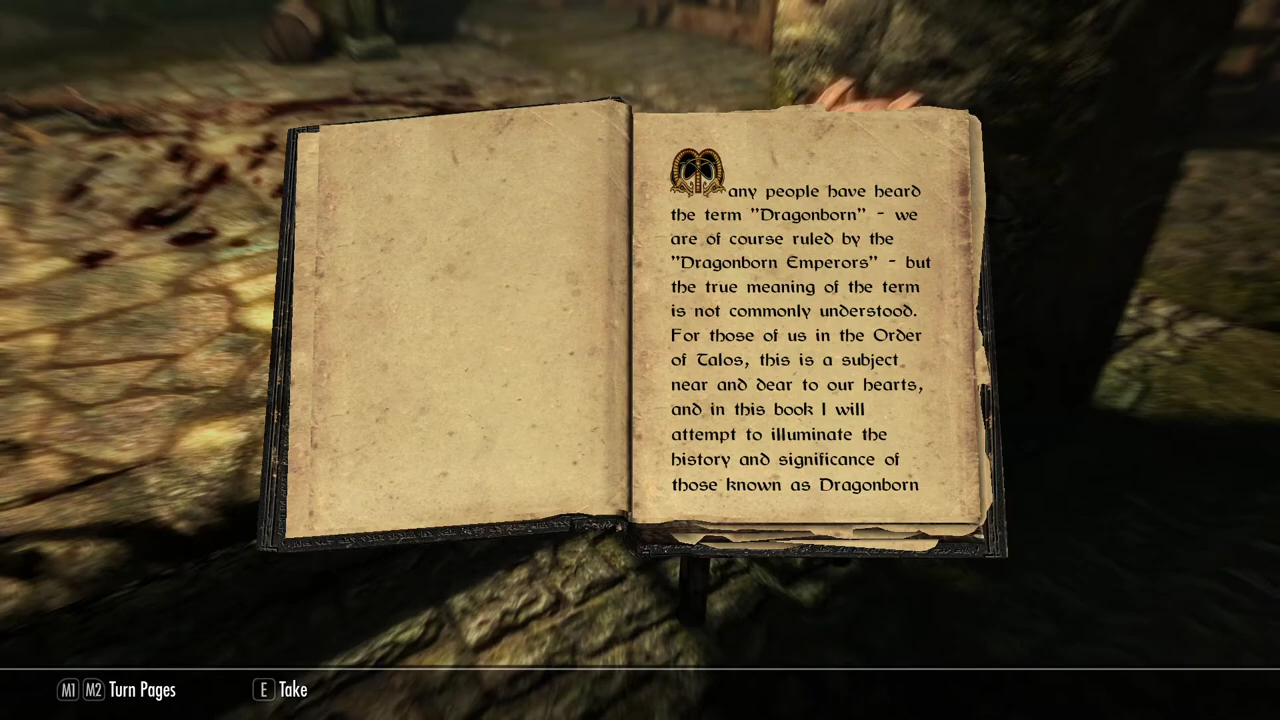 Many people have heard
the term "Dragonborn" - we
are of course ruled by the
"Dragonborn Emperors" - but
the true meaning of the term
is not commonly understood.
For those of us in the Order
of Talos, this is a subject
near and dear to our hearts,
and in this book I will
attempt to illuminate the
history and significance of
those known as Dragonborn
M1 M2 Turn Pages
E Take